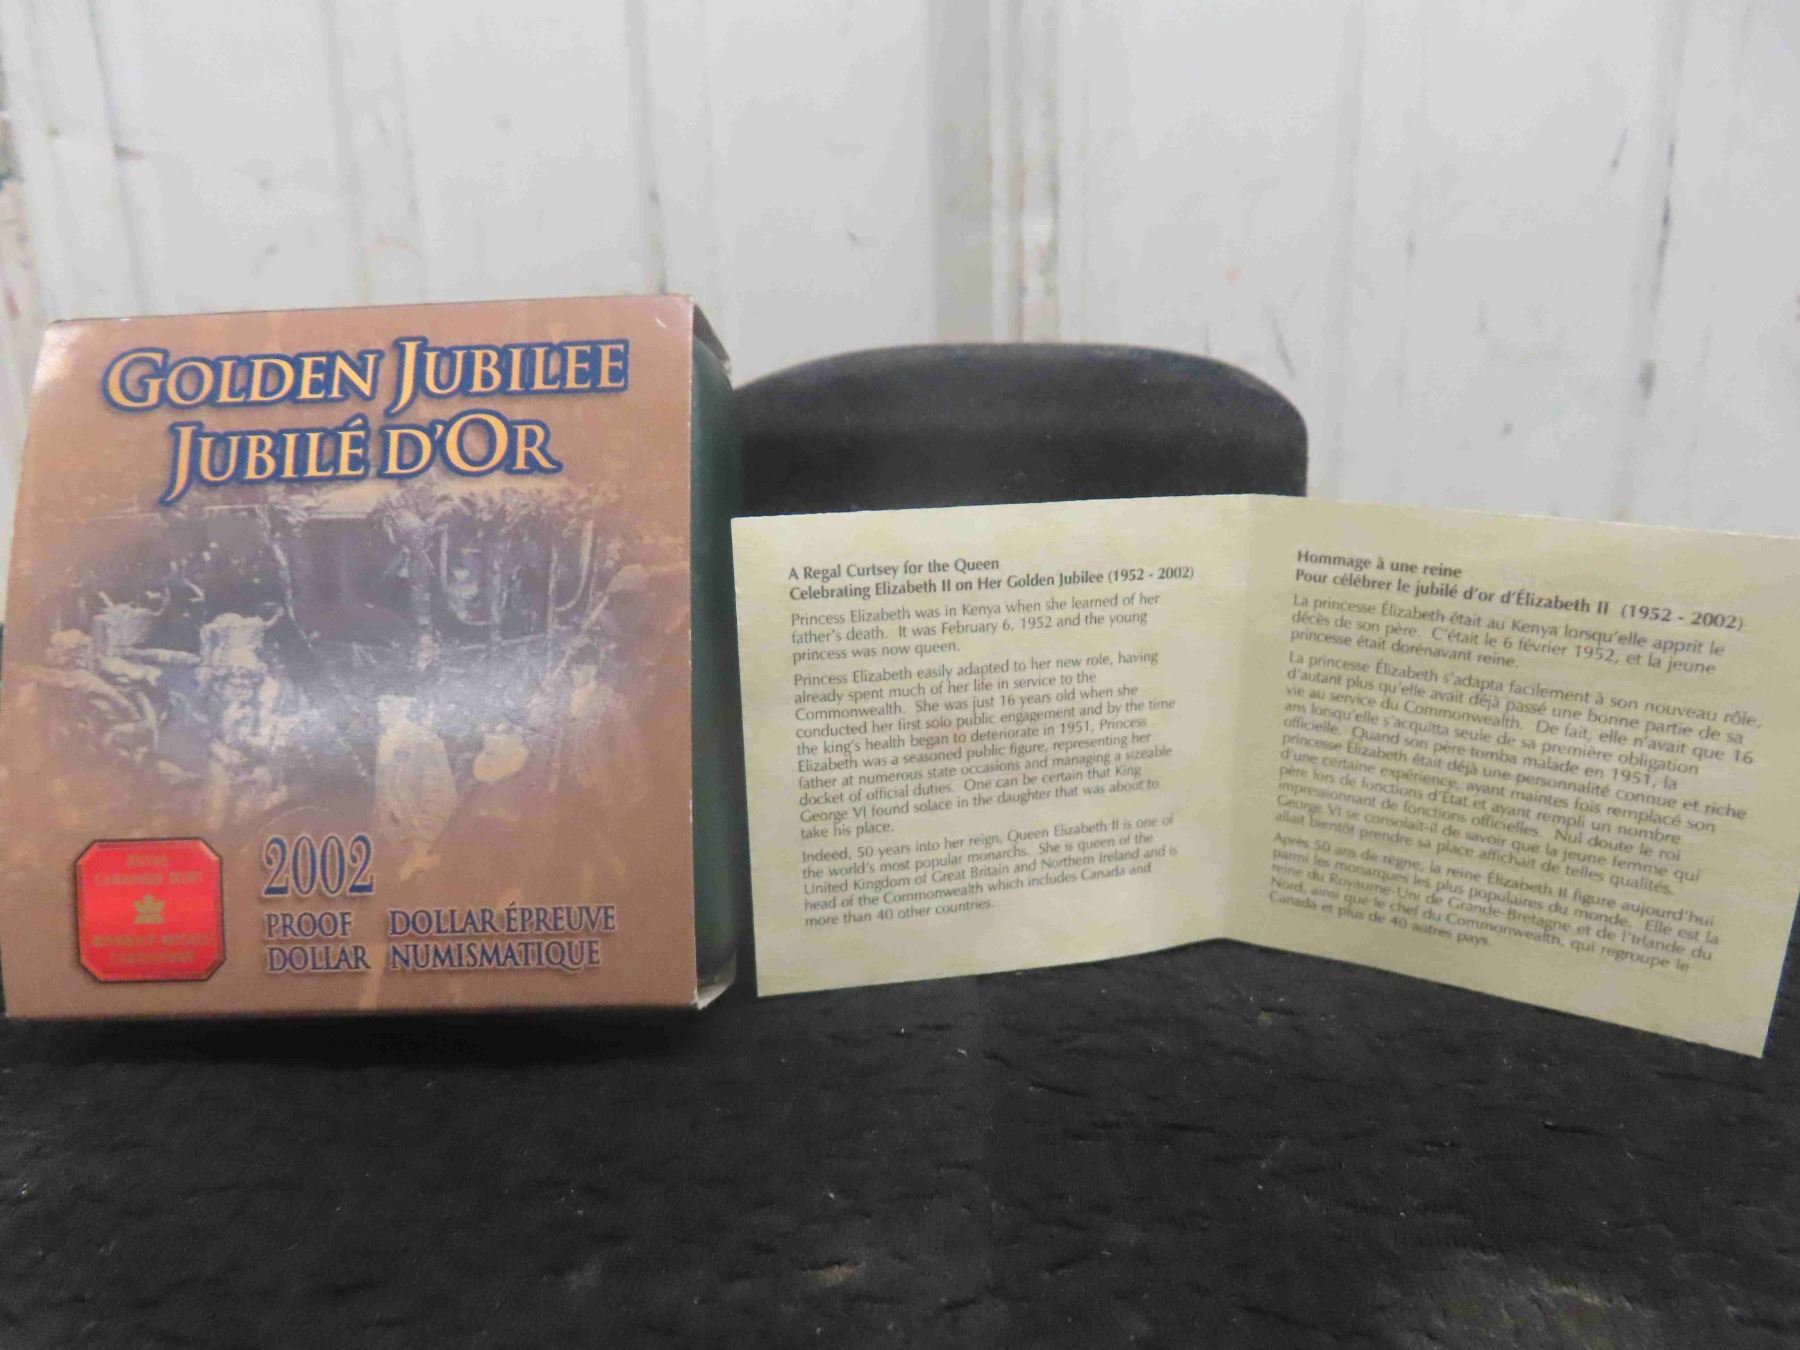 GOLDEN JUBILEE
JUBILÉ D'OR
ROYAL
CANADIAN MINT
MONNAIE ROYALE
CANADIENNE
2002
PROOF DOLLAR ÉPREUVE
DOLLAR NUMISMATIQUE
A Regal Curtsey for the Queen
Celebrating Elizabeth II on Her Golden Jubilee (1952 - 2002)
Princess Elizabeth was in Kenya when she learned of her
father's death. It was February 6, 1952 and the young
princess was now queen.
Princess Elizabeth easily adapted to her new role, having
already spent much of her life in service to the
Commonwealth. She was just 16 years old when she
conducted her first solo public engagement and by the time
the king's health began to deteriorate in 1951, Princess
Elizabeth was a seasoned public figure, representing her
father at numerous state occasions and managing a sizeable
docket of official duties. One can be certain that King
George VI found solace in the daughter that was about to
take his place.
Indeed, 50 years into her reign, Queen Elizabeth II is one of
the world's most popular monarchs. She is queen of the
United Kingdom of Great Britain and Northern Ireland and is
head of the Commonwealth which includes Canada and
more than 40 other countries.
Hommage à une reine
Pour célébrer le jubilé d'or d'Élizabeth II (1952 - 2002)
La princesse Élizabeth était au Kenya lorsqu'elle apprit le
décès de son père. C'était le 6 février 1952, et la jeune
princesse était dorénavant reine.
La princesse Élizabeth s'adapta facilement à son nouveau rôle,
d'autant plus qu'elle avait déjà passé une bonne partie de sa
vie au service du Commonwealth. De fait, elle n'avait que 16
ans lorsqu'elle s'acquitta seule de sa première obligation
officielle. Quand son père tomba malade en 1951, la
princesse Élizabeth était déjà une personnalité connue et riche
d'une certaine expérience, ayant maintes fois remplacé son
père lors de fonctions d'État et ayant rempli un nombre
impressionnant de fonctions officielles. Nul doute le roi
George VI se consolait-il de savoir que la jeune femme qui
allait bientôt prendre sa place affichait de telles qualités.
Après 50 ans de règne, la reine Élizabeth II figure aujourd'hui
parmi les monarques les plus populaires du monde. Elle est la
reine du Royaume-Uni de Grande-Bretagne et de l'Irlande du
Nord, ainsi que le chef du Commonwealth, qui regroupe le
Canada et plus de 40 autres pays.